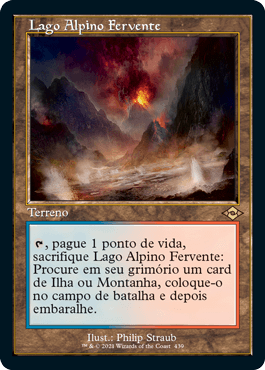 Lago Alpino Fervente
Terreno
, pague 1 ponto de vida,
sacrifique Lago Alpino Fervente:
Procure em seu grimório um card
de Ilha ou Montanha, coloque-o
no campo de batalha e depois
embaralhe.
Ilust.: Philip Straub
™ & © 2021 Wizards of the Coast 439